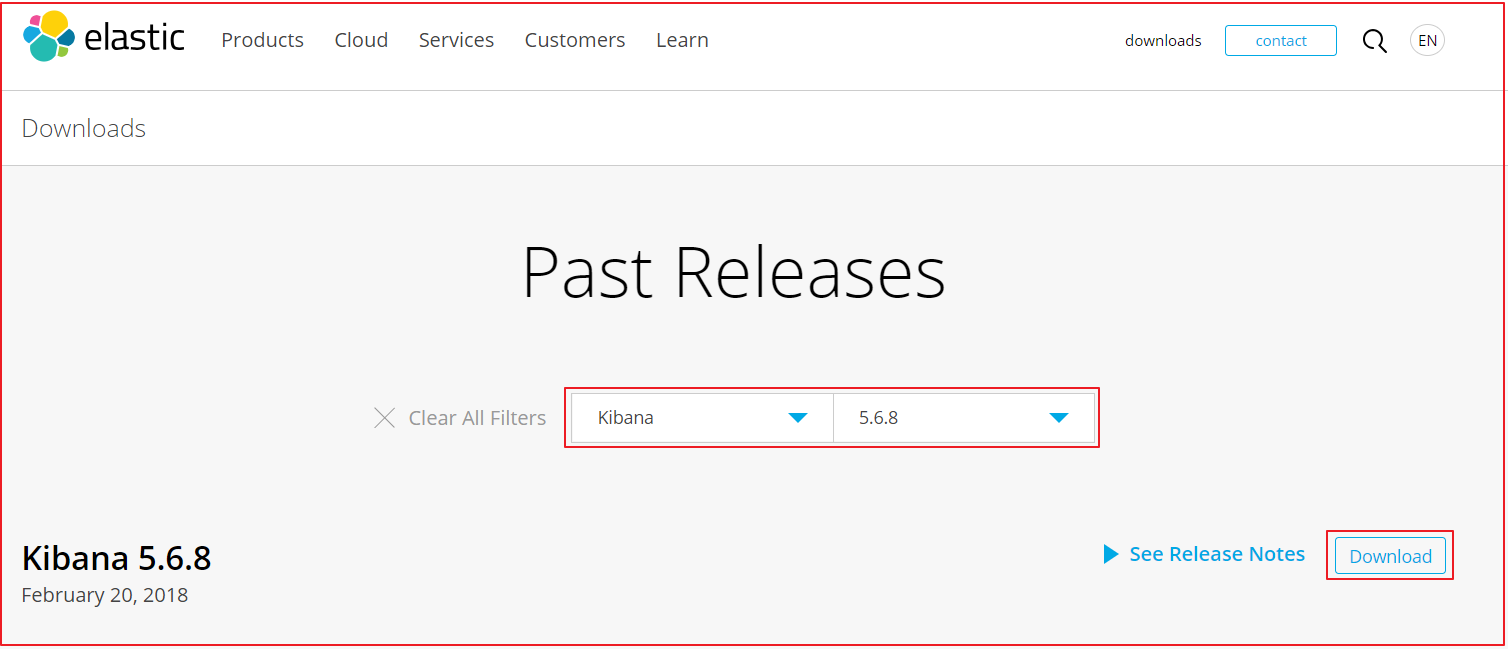 elastic Products Cloud Services Customers Learn downloads contact EN
Downloads
Past Releases
Clear All Filters Kibana 5.6.8
Kibana 5.6.8 See Release Notes Download
February 20, 2018